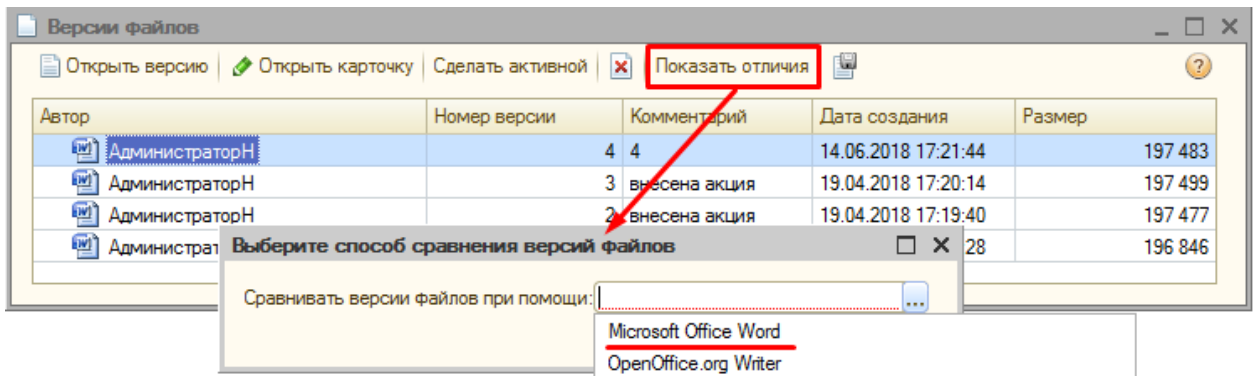 Версии файлов
Открыть версию Открыть карточку Сделать активной Показать отличия
Автор Номер версии Комментарий Дата создания Размер
АдминистраторН 4 4 14.06.2018 17:21:44 197 483
АдминистраторН 3 внесена акция 19.04.2018 17:20:14 197 499
АдминистраторН 2 внесена акция 19.04.2018 17:19:40 197 477
Администрат 28 196 846
Выберите способ сравнения версий файлов
Сравнивать версии файлов при помощи: ...
Microsoft Office Word
OpenOffice.org Writer